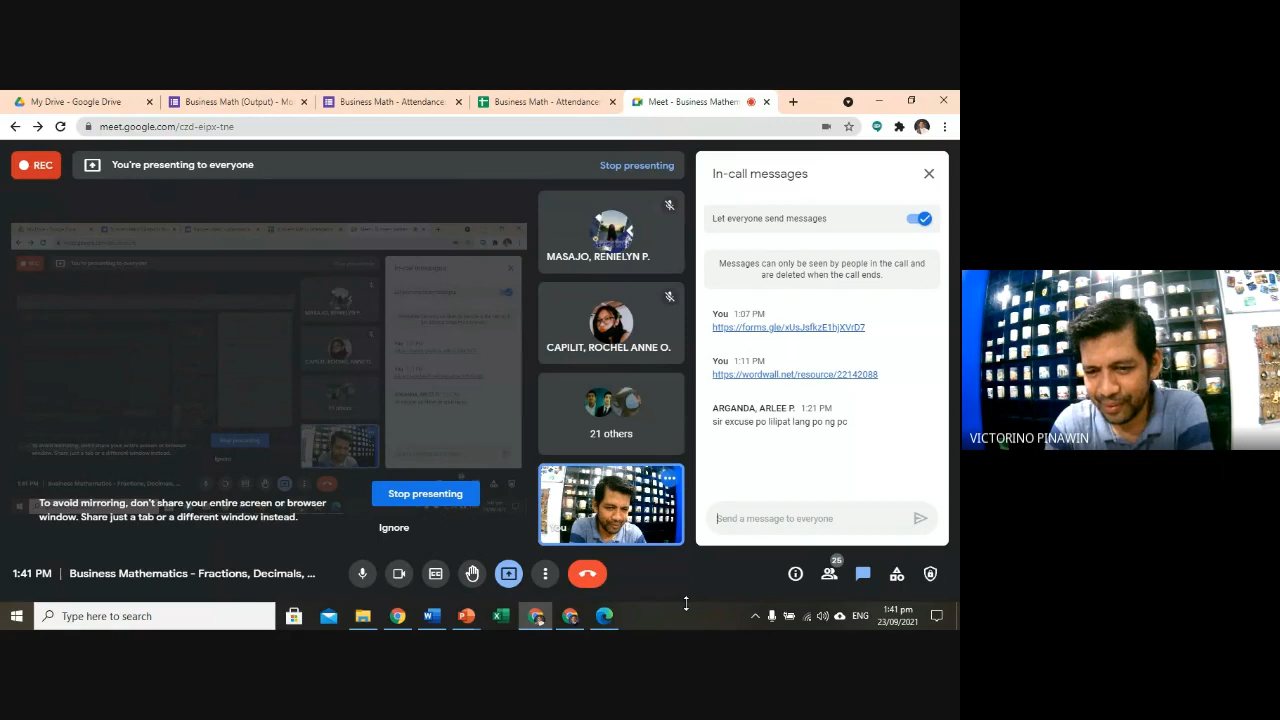 My Drive - Google Drive
Business Math (Output) - Mo
Business Math - Attendance
Business Math - Attendance
Meet - Business Mathem
meet.google.com/czd-eipx-tne
REC
You're presenting to everyone
Stop presenting
In-call messages
Let everyone send messages
Messages can only be seen by people in the call and
are deleted when the call ends.
You 1:07 PM
https://forms.gle/xUsJsfkzE1hjXVrD7
You 1:11 PM
https://wordwall.net/resource/22142088
ARGANDA, ARLEE P. 1:21 PM
sir excuse po lilipat lang po ng pc
Send a message to everyone
MASAJO, RENIELYN P.
CAPILIT, ROCHEL ANNE O.
21 others
You
To avoid mirroring, don't share your entire screen or browser
window. Share just a tab or a different window instead.
Stop presenting
Ignore
VICTORINO PINAWIN
1:41 PM | Business Mathematics - Fractions, Decimals, ...
25
Type here to search
ENG
1:41 pm
23/09/2021